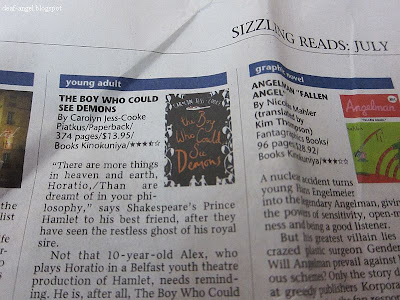 deaf-angel.blogspot
SIZZLING READS: JULY
young adult
THE BOY WHO COULD
SEE DEMONS
By Carolyn Jess-Cooke
Piatkus/Paperback/
374 pages/$13.95/
Books Kinokuniya/★★★☆☆
The Boy
Who Could
See
Demons
"There are more things
in heaven and earth,
Horatio,/Than are
dreamt of in your phi-
losophy," says Shakespeare's Prince
Hamlet to his best friend, after they
have seen the restless ghost of his royal
sire.
Not that 10-year-old Alex, who
plays Horatio in a Belfast youth theatre
production of Hamlet, needs remind-
ing. He is, after all, The Boy Who Could
graphic novel
ANGELMAN "FALLEN
ANGEL"
By Nicolas Mahler
(translated by
Kim Thompson)
Fantagraphics Books/
96 pages/$28.92/
Books Kinokuniya/
Angelman
A nuclear accident turns
young Hans Engelmeier
into the legendary Angelman, giving
the powers of sensitivity, open-m
ness and being a good listener.
But his greatest villain lies
crazed plastic surgeon Gender
Will Angelman prevail against
ous scheme? Only the story d
at greedy publishers Korpor